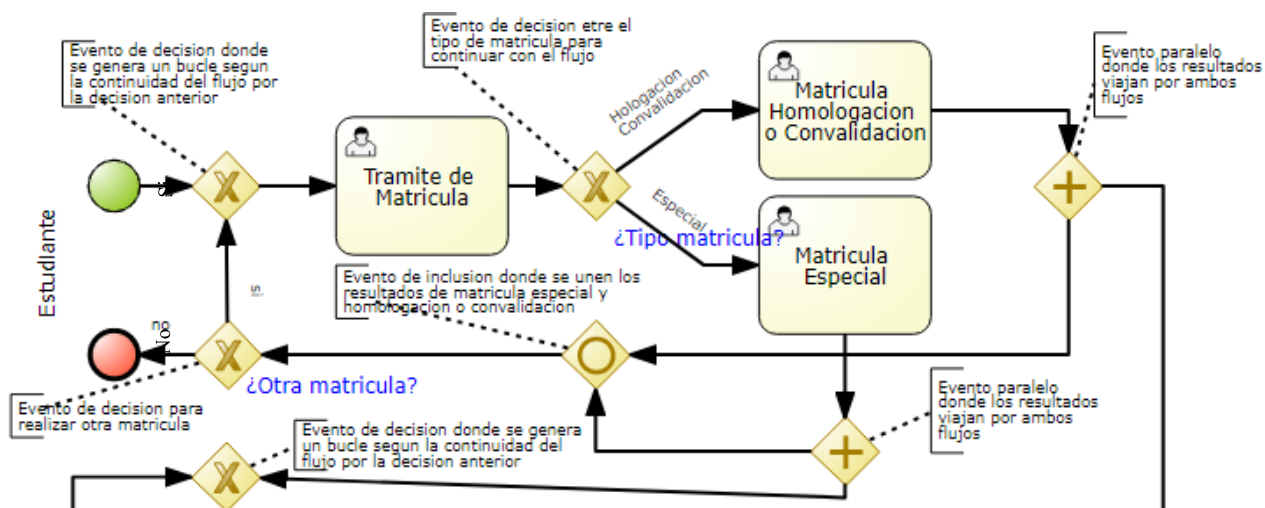 Evento de decision donde
se genera un bucle segun
la continuidad del flujo por
la decision anterior
Evento de decision etre el
tipo de matricula para
continuar con el flujo
Evento paralelo
donde los resultados
viajan por ambos
flujos
Hologacion
Convalidacion
Matricula
Homologacion
o Convalidacion
Tramite de
Matricula
Especial
¿Tipo matricula?
Matricula
Especial
Estudiante
Evento de inclusion donde se unen los
resultados de matricula especial y
homologacion o convalidacion
no
No
¿Otra matricula?
Evento de decision para
realizar otra matricula
Evento de decision donde se genera
un bucle segun la continuidad del
flujo por la decision anterior
Evento paralelo
donde los resultados
viajan por ambos
flujos